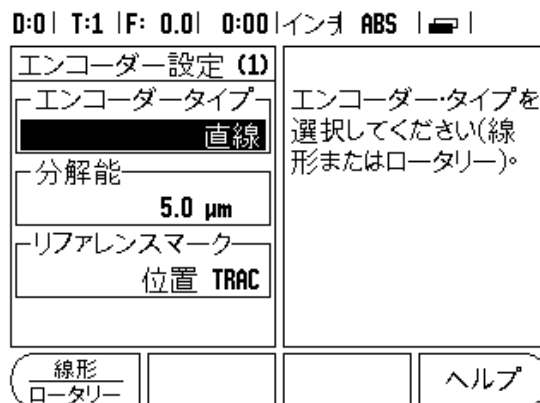 D:0 | T:1 | F: 0.0 | 0:00 | インチ ABS
エンコーダー設定 (1)
エンコーダータイプ
直線
分解能
5.0 µm
リファレンスマーク
位置 TRAC
エンコーダー・タイプを
選択してください(線
形またはロータリー)。
線形
ロータリー
ヘルプ